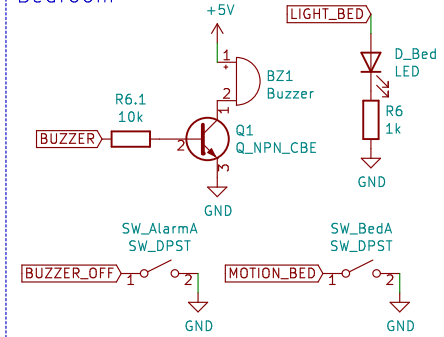 Bedroom
+5V
LIGHT_BED
1
+
2
BZ1
Buzzer
D_Bed
LED
R6.1
10k
BUZZER
2
1
3
Q1
Q_NPN_CBE
R6
1k
GND
GND
SW_AlarmA
SW_DPST
BUZZER_OFF
1
2
GND
SW_BedA
SW_DPST
MOTION_BED
1
2
GND